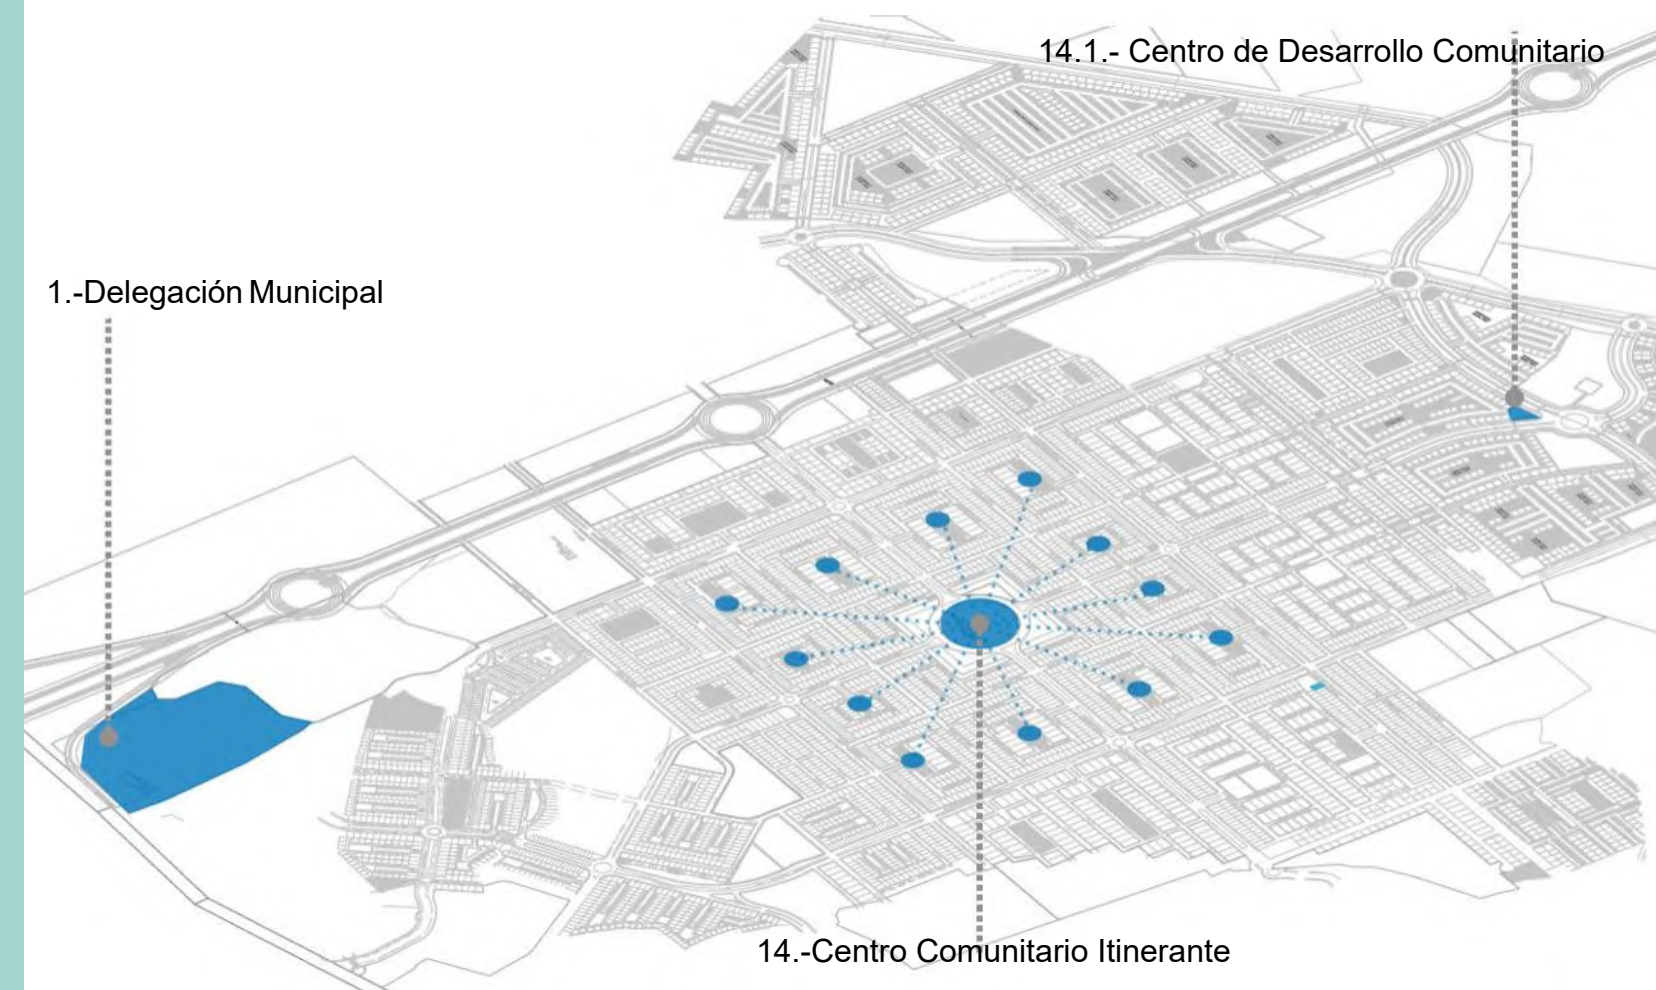 14.1.- Centro de Desarrollo Comunitario
1.-Delegación Municipal
14.-Centro Comunitario Itinerante